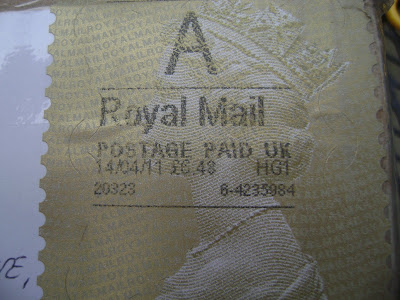 A
Royal Mail
POSTAGE PAID UK
14/04/11 £6.48 HG1
20323 6-4235984